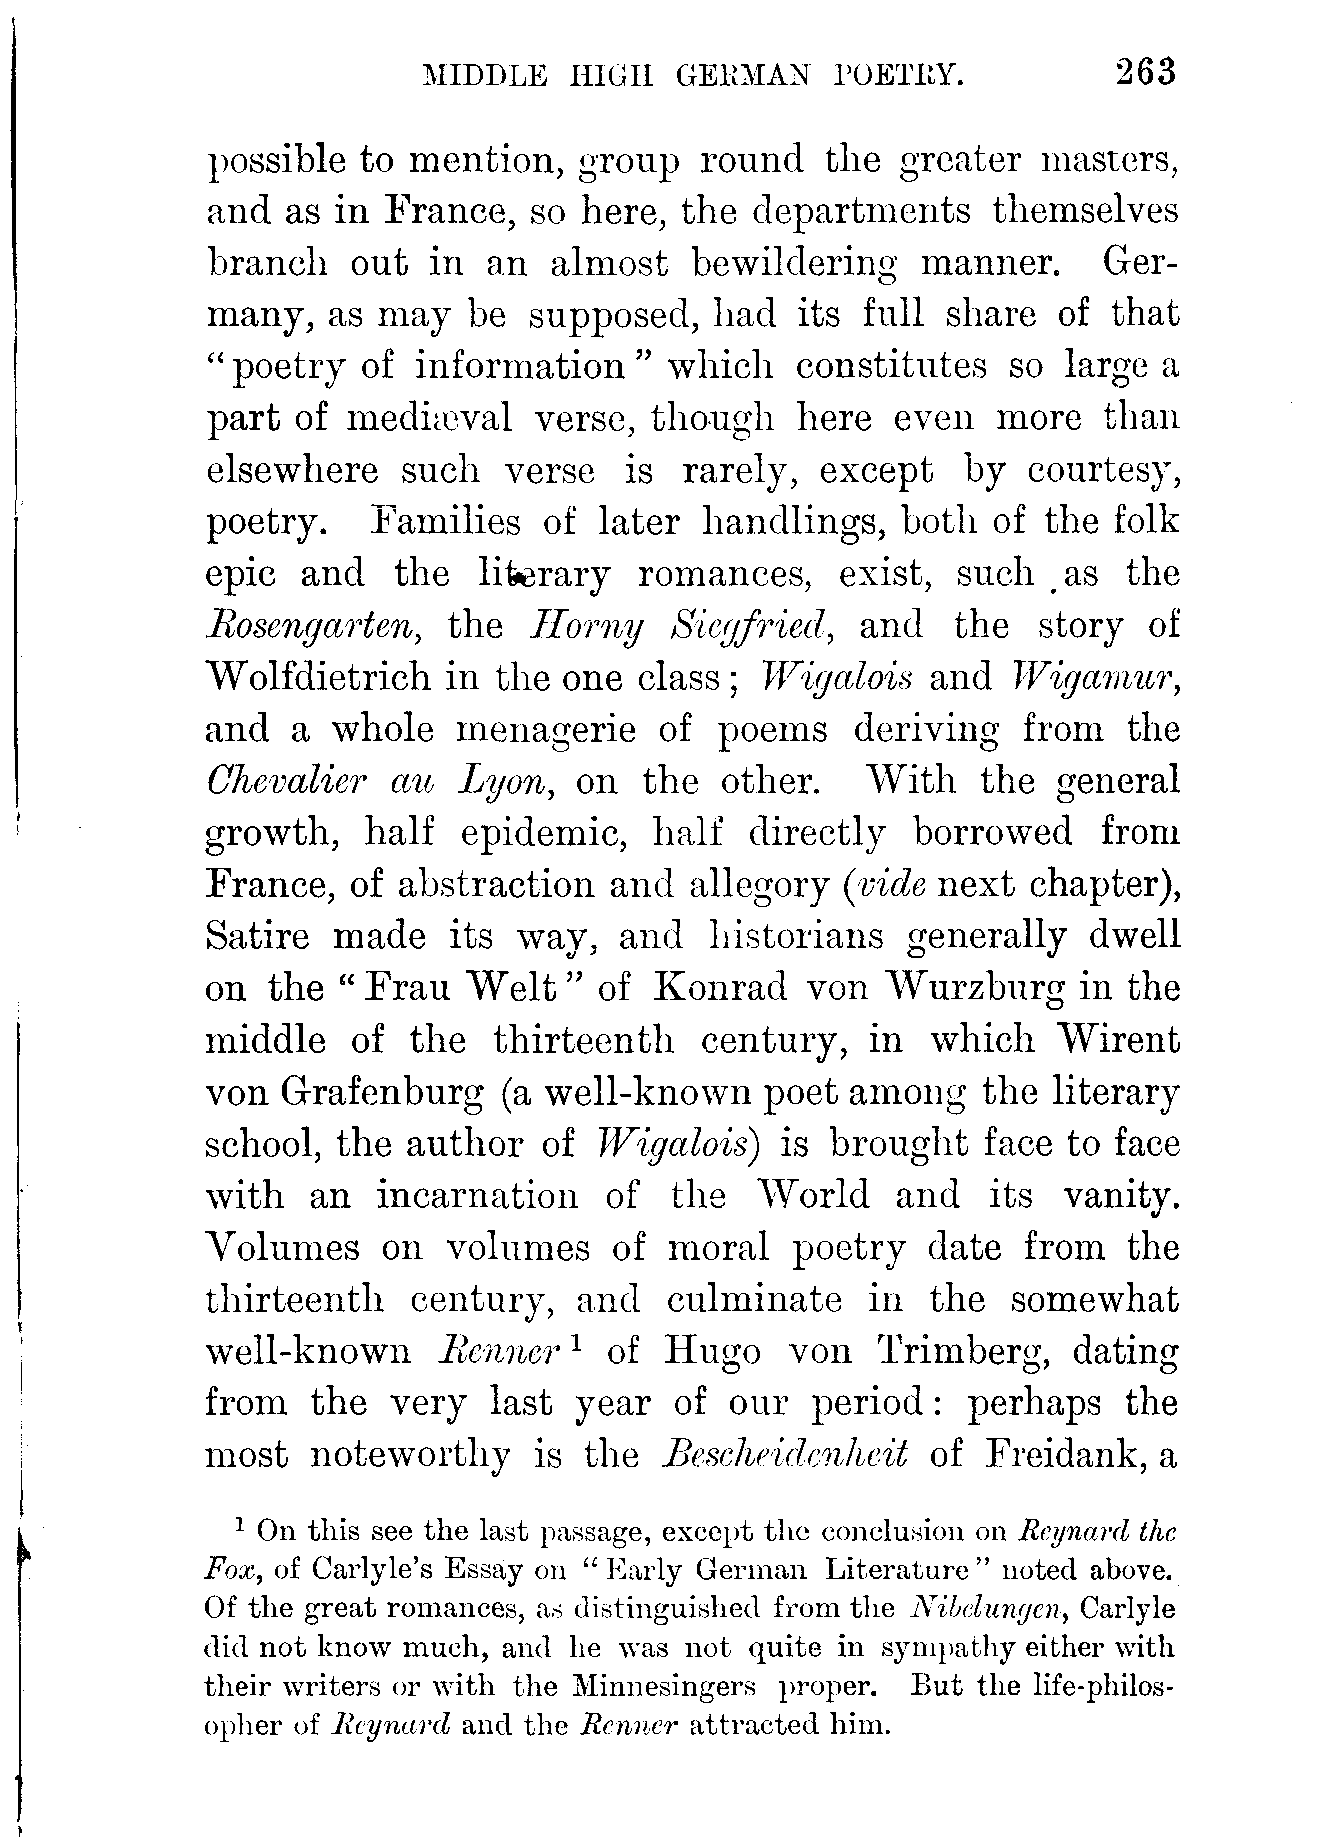 MIDDLE HIGH GERMAN POETRY. 263
possible to mention, group round the greater masters,
and as in France, so here, the departments themselves
branch out in an almost bewildering manner. Ger-
many, as may be supposed, had its full share of that
“poetry of information” which constitutes so large a
part of mediæval verse, though here even more than
elsewhere such verse is rarely, except by courtesy,
poetry. Families of later handlings, both of the folk
epic and the literary romances, exist, such as the
Rosengarten, the Horny Siegfried, and the story of
Wolfdietrich in the one class; Wigalois and Wigamur,
and a whole menagerie of poems deriving from the
Chevalier au Lyon, on the other. With the general
growth, half epidemic, half directly borrowed from
France, of abstraction and allegory (vide next chapter),
Satire made its way, and historians generally dwell
on the “Frau Welt” of Konrad von Wurzburg in the
middle of the thirteenth century, in which Wirent
von Grafenburg (a well-known poet among the literary
school, the author of Wigalois) is brought face to face
with an incarnation of the World and its vanity.
Volumes on volumes of moral poetry date from the
thirteenth century, and culminate in the somewhat
well-known Renner¹ of Hugo von Trimberg, dating
from the very last year of our period: perhaps the
most noteworthy is the Bescheidenheit of Freidank, a
¹ On this see the last passage, except the conclusion on Reynard the
Fox, of Carlyle's Essay on “Early German Literature” noted above.
Of the great romances, as distinguished from the Nibelungen, Carlyle
did not know much, and he was not quite in sympathy either with
their writers or with the Minnesingers proper. But the life-philos-
opher of Reynard and the Renner attracted him.